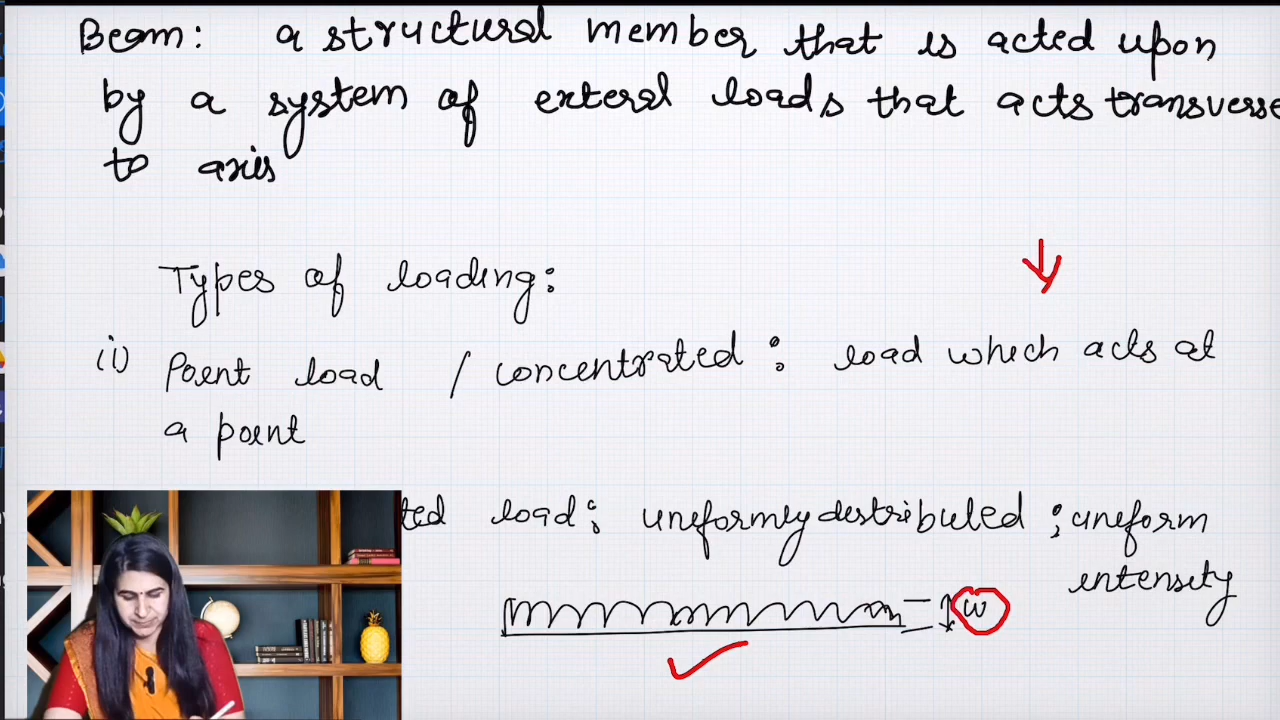 Beam: a structural member that is acted upon
by a system of exteral loads that acts transverse
to axis
Types of loading:
(i) Point load / concentrated : load which acts at
a point
ted load: uniformly distributed ; uniform
intensity
w